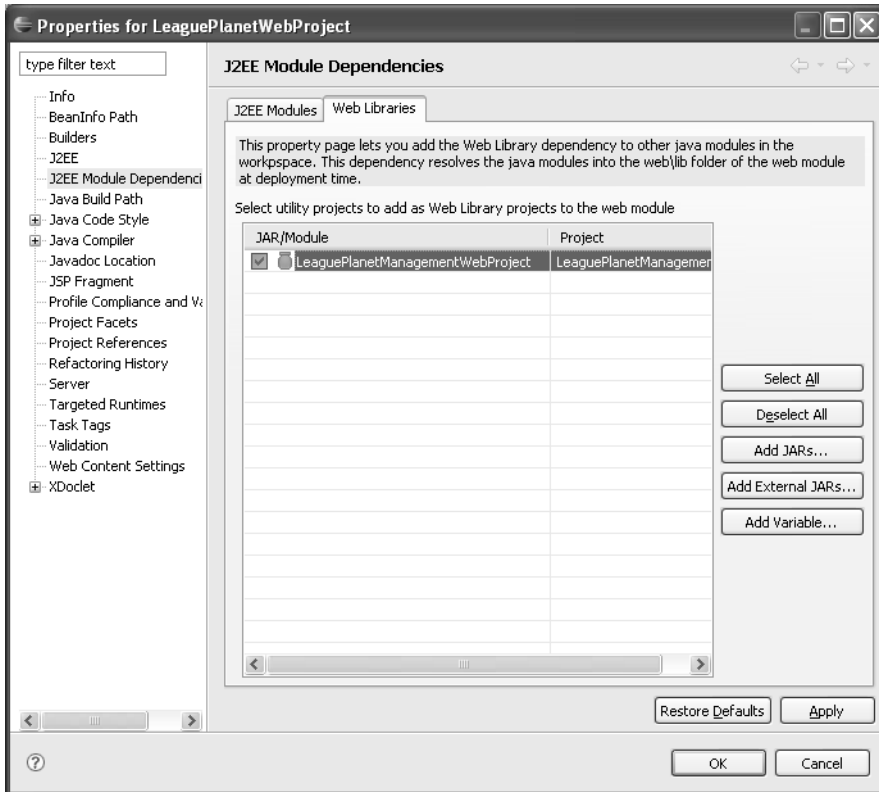 Properties for LeaguePlanetWebProject
type filter text
Info
BeanInfo Path
Builders
J2EE
J2EE Module Dependenci
Java Build Path
Java Code Style
Java Compiler
Javadoc Location
JSP Fragment
Profile Compliance and Va
Project Facets
Project References
Refactoring History
Server
Targeted Runtimes
Task Tags
Validation
Web Content Settings
XDoclet
J2EE Module Dependencies
J2EE Modules
Web Libraries
This property page lets you add the Web Library dependency to other java modules in the
workpspace. This dependency resolves the java modules into the web\lib folder of the web module
at deployment time.
Select utility projects to add as Web Library projects to the web module
JAR/Module Project
LeaguePlanetManagementWebProject LeaguePlanetManagemer
Select All
Deselect All
Add JARs...
Add External JARs...
Add Variable...
Restore Defaults
Apply
OK
Cancel